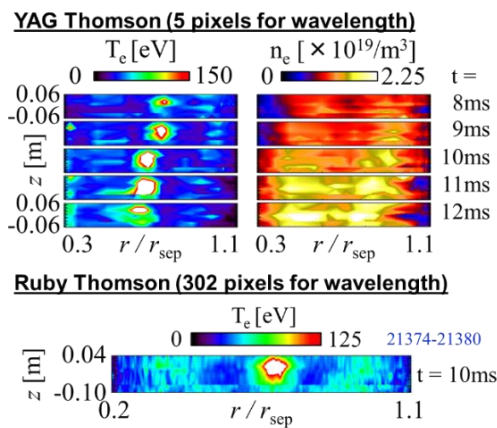 YAG Thomson (5 pixels for wavelength)
Te [eV] ne [ × 10^19/m^3]
0 150 0 2.25 t =
0.06 8ms
-0.06
9ms
z [m] 10ms
11ms
0.06 12ms
-0.06
0.3 r / rsep 1.1 0.3 r / rsep 1.1
Ruby Thomson (302 pixels for wavelength)
Te [eV]
0 125 21374-21380
0.04
z [m] t = 10ms
-0.10
0.2 r / rsep 1.1